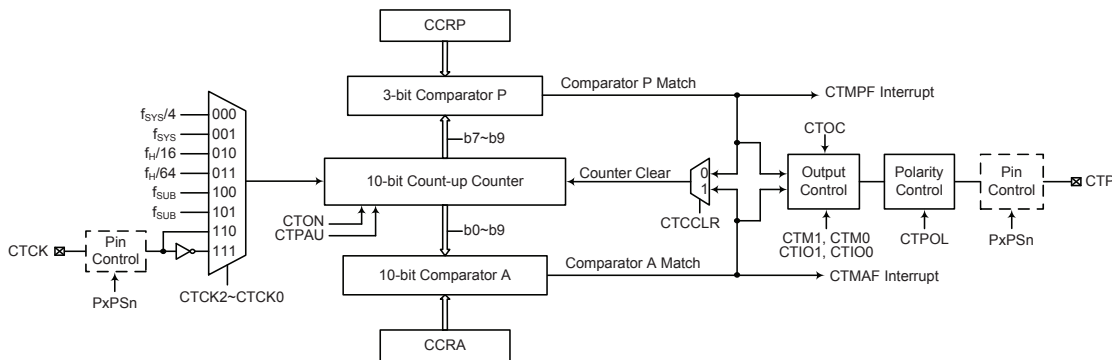 CCRP
3-bit Comparator P
Comparator P Match
CTMPF Interrupt
b7~b9
fSYS/4
000
fSYS
001
fH/16
010
fH/64
011
fSUB
100
fSUB
101
110
111
CTCK
Pin Control
PxPSn
CTCK2~CTCK0
10-bit Count-up Counter
CTON
CTPAU
Counter Clear
0
1
CTCCLR
CTOC
Output Control
CTM1, CTM0
CTIO1, CTIO0
Polarity Control
CTPOL
Pin Control
PxPSn
b0~b9
10-bit Comparator A
Comparator A Match
CTMAF Interrupt
CCRA